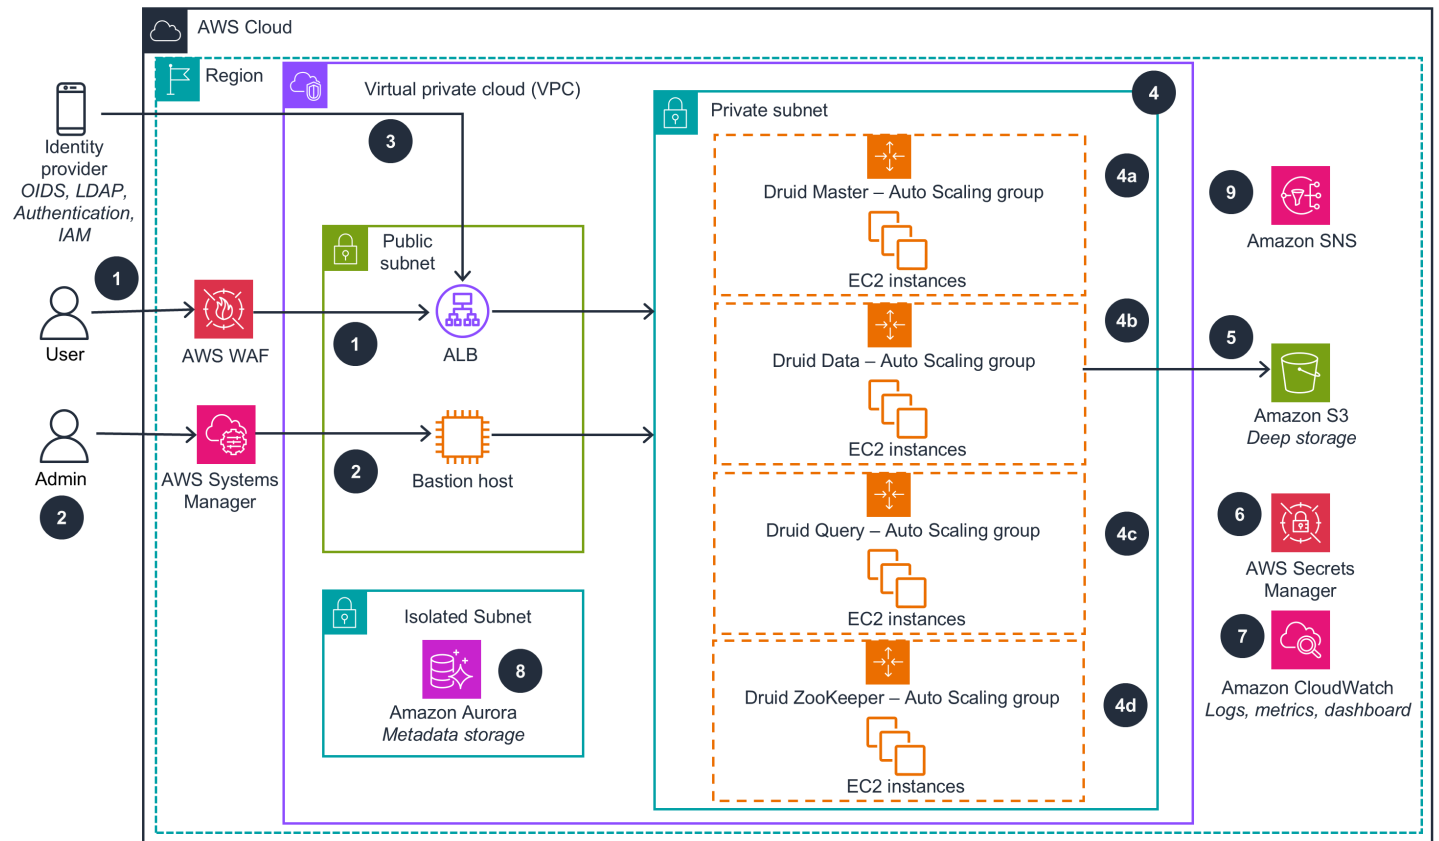 AWS Cloud
Region
Virtual private cloud (VPC)
4
Private subnet
3
Identity
provider
OIDS, LDAP,
Authentication,
IAM
4a
Druid Master – Auto Scaling group
EC2 instances
9
Amazon SNS
Public
subnet
1
User
AWS WAF
1
ALB
4b
Druid Data – Auto Scaling group
EC2 instances
5
Amazon S3
Deep storage
Admin
2
AWS Systems
Manager
2
Bastion host
4c
Druid Query – Auto Scaling group
EC2 instances
6
AWS Secrets
Manager
Isolated Subnet
8
Amazon Aurora
Metadata storage
4d
Druid ZooKeeper – Auto Scaling group
EC2 instances
7
Amazon CloudWatch
Logs, metrics, dashboard